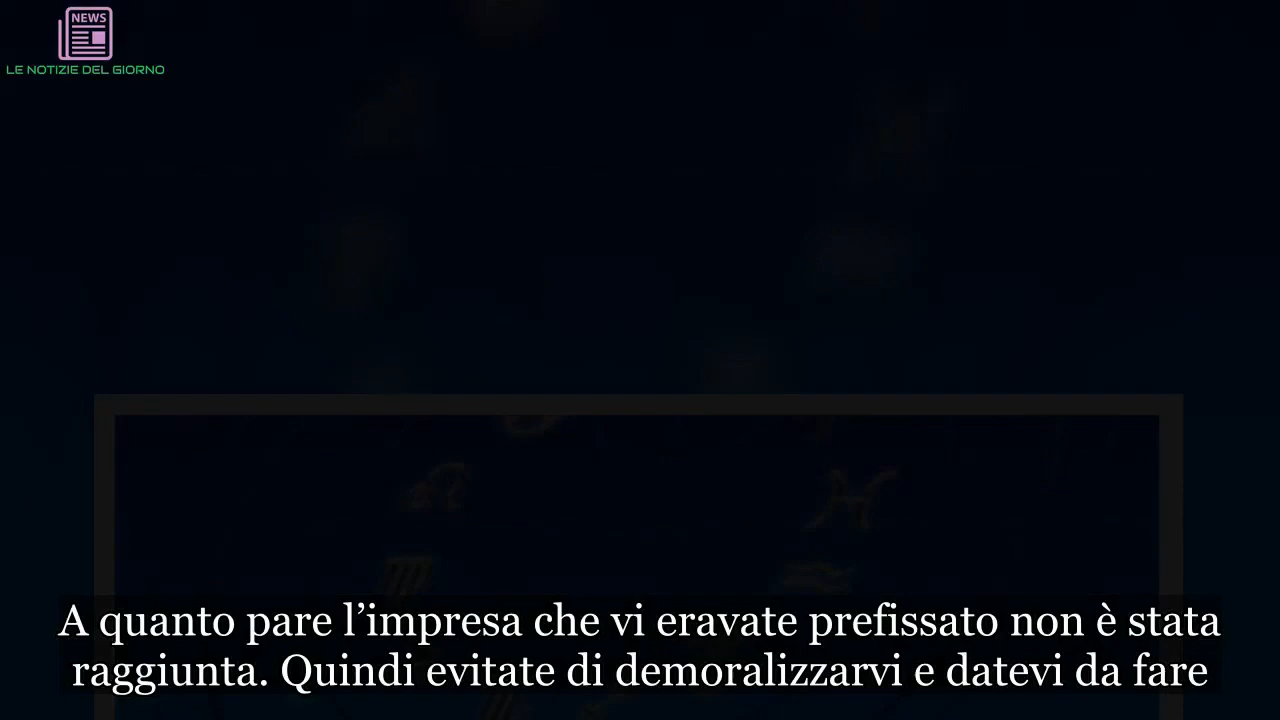 NEWS
LE NOTIZIE DEL GIORNO
A quanto pare l’impresa che vi eravate prefissato non è stata
raggiunta. Quindi evitate di demoralizzarvi e datevi da fare